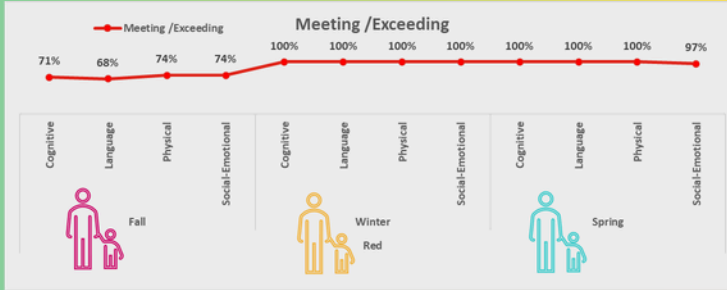 Meeting /Exceeding
Meeting /Exceeding
71% 68% 74% 74% 100% 100% 100% 100% 100% 100% 100% 97%
Cognitive Language Physical Social-Emotional Cognitive Language Physical Social-Emotional Cognitive Language Physical Social-Emotional
Fall Winter Spring
Red